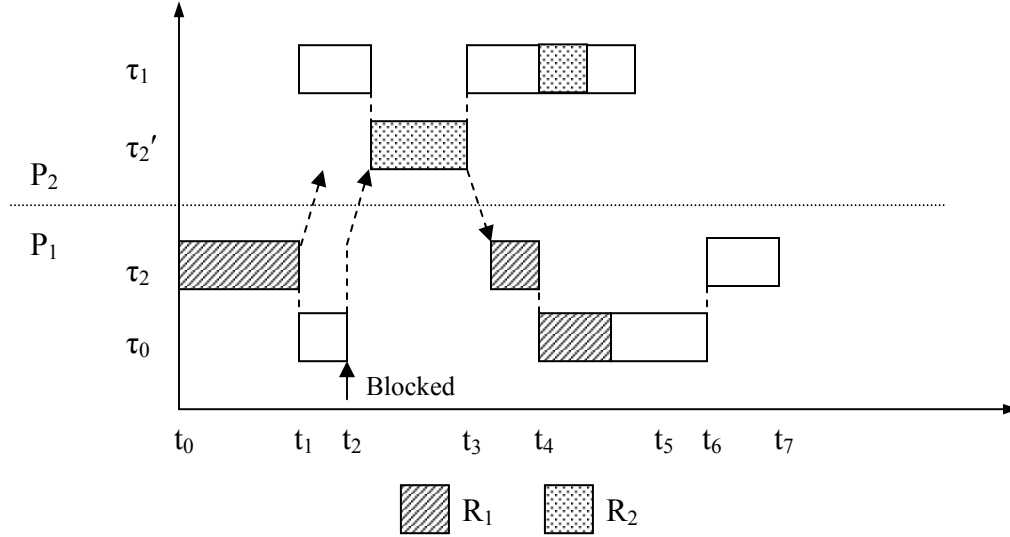 τ₁
τ₂′
P₂
P₁
τ₂
τ₀
Blocked
t₀ t₁ t₂ t₃ t₄ t₅ t₆ t₇
R₁ R₂